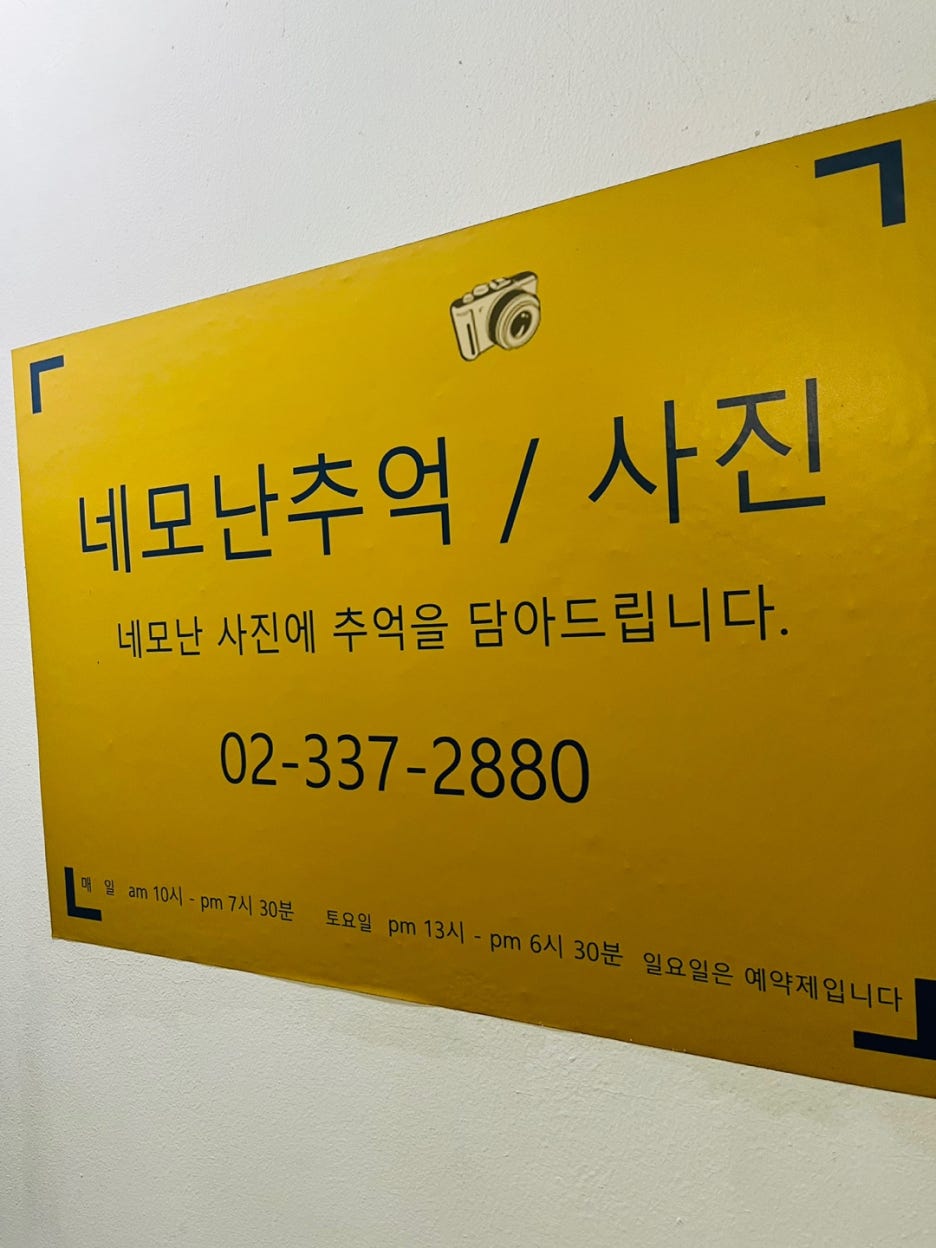 네모난추억 / 사진
네모난 사진에 추억을 담아드립니다.
02-337-2880
매 일 am 10시 - pm 7시 30분 토요일 pm 13시 - pm 6시 30분 일요일은 예약제입니다